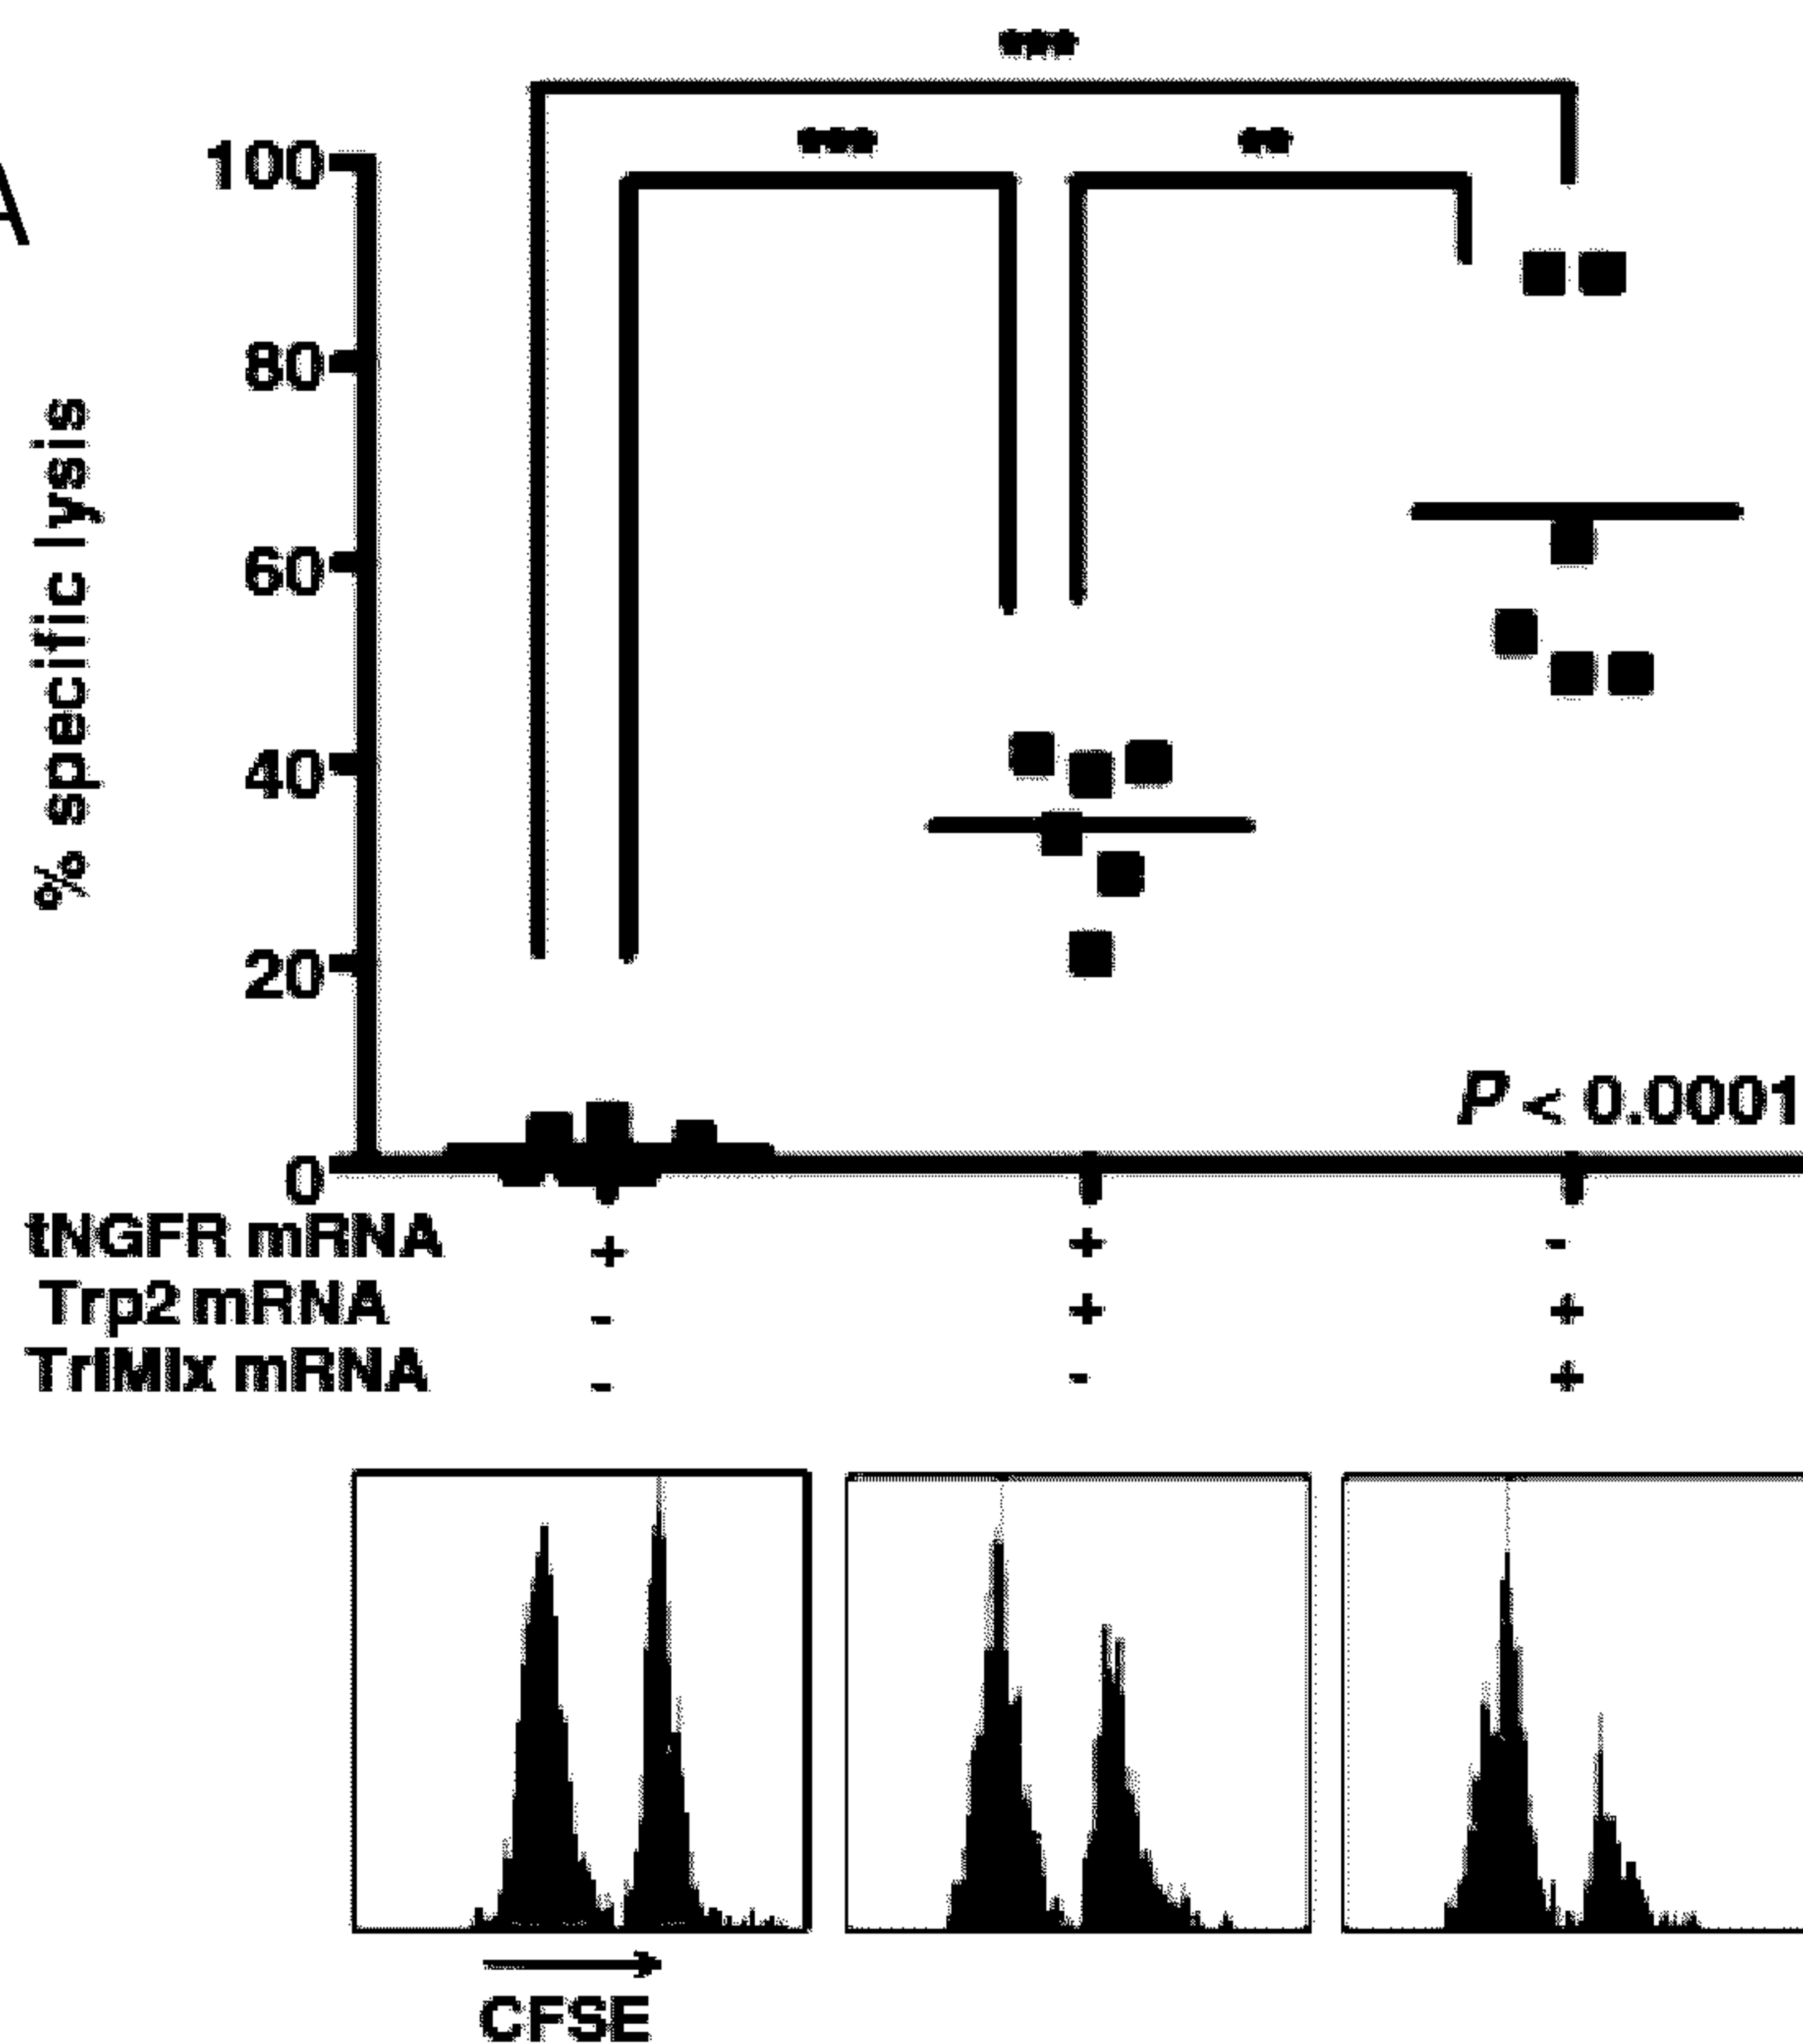 A
***
*** **
100
80
60
40
20
0
% specific lysis
P < 0.0001
tNGFR mRNA + + -
Trp2 mRNA - + +
TriMix mRNA - - +
CFSE